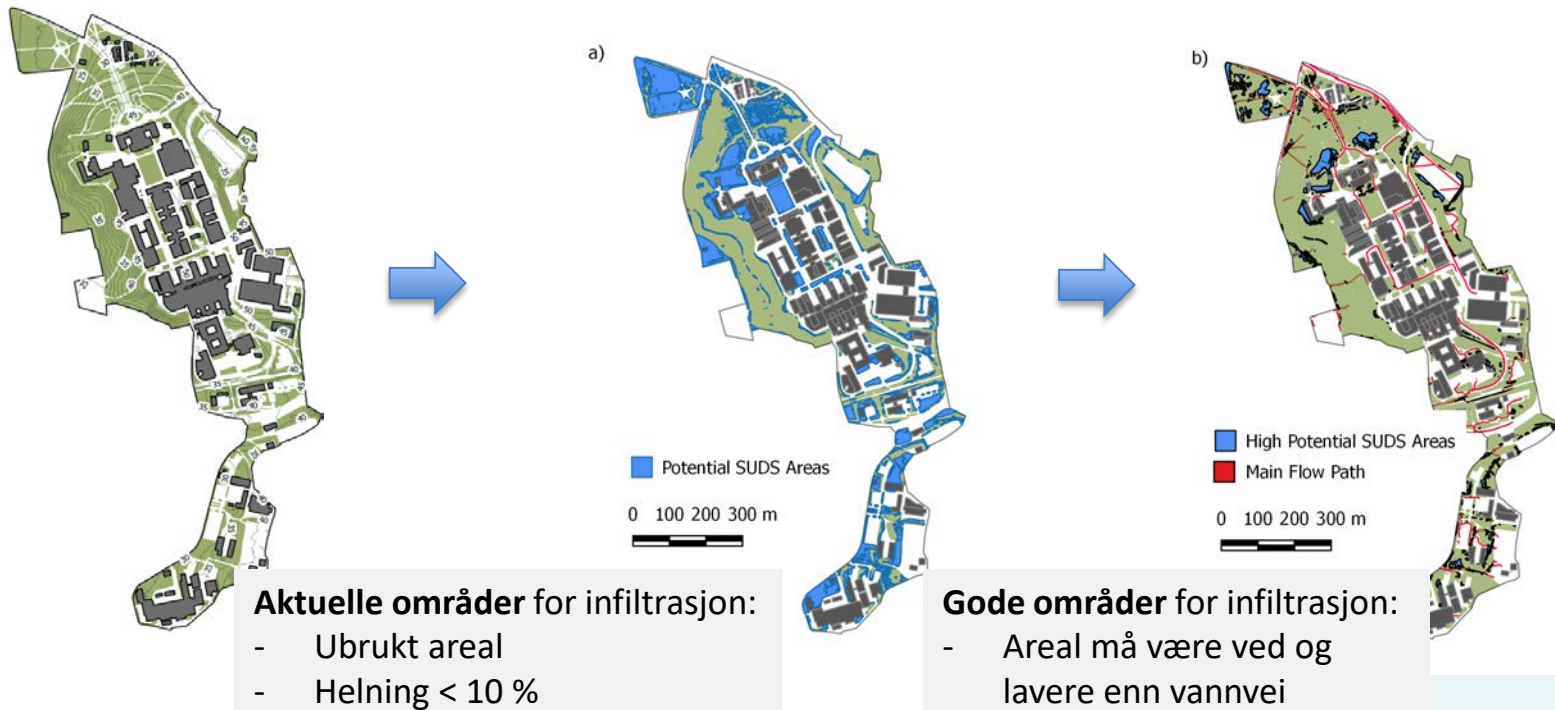 a)
b)
Potential SUDS Areas
0 100 200 300 m
High Potential SUDS Areas
Main Flow Path
0 100 200 300 m
Aktuelle områder for infiltrasjon:
- Ubrukt areal
- Helning < 10 %
Gode områder for infiltrasjon:
- Areal må være ved og
lavere enn vannvei